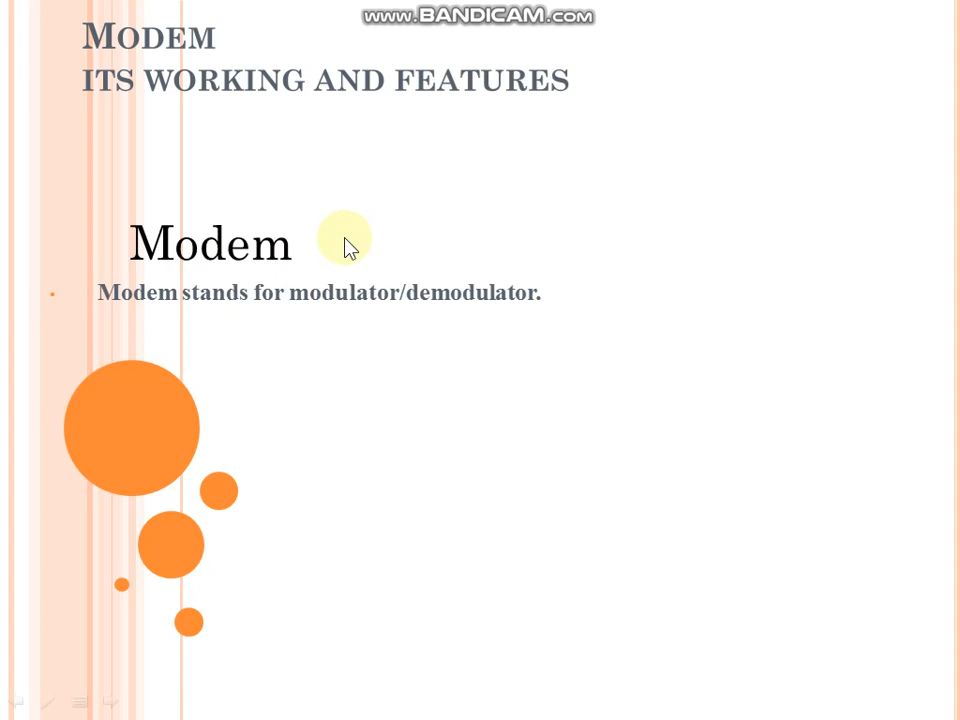 www.BANDICAM.com
MODEM
ITS WORKING AND FEATURES
Modem
• Modem stands for modulator/demodulator.